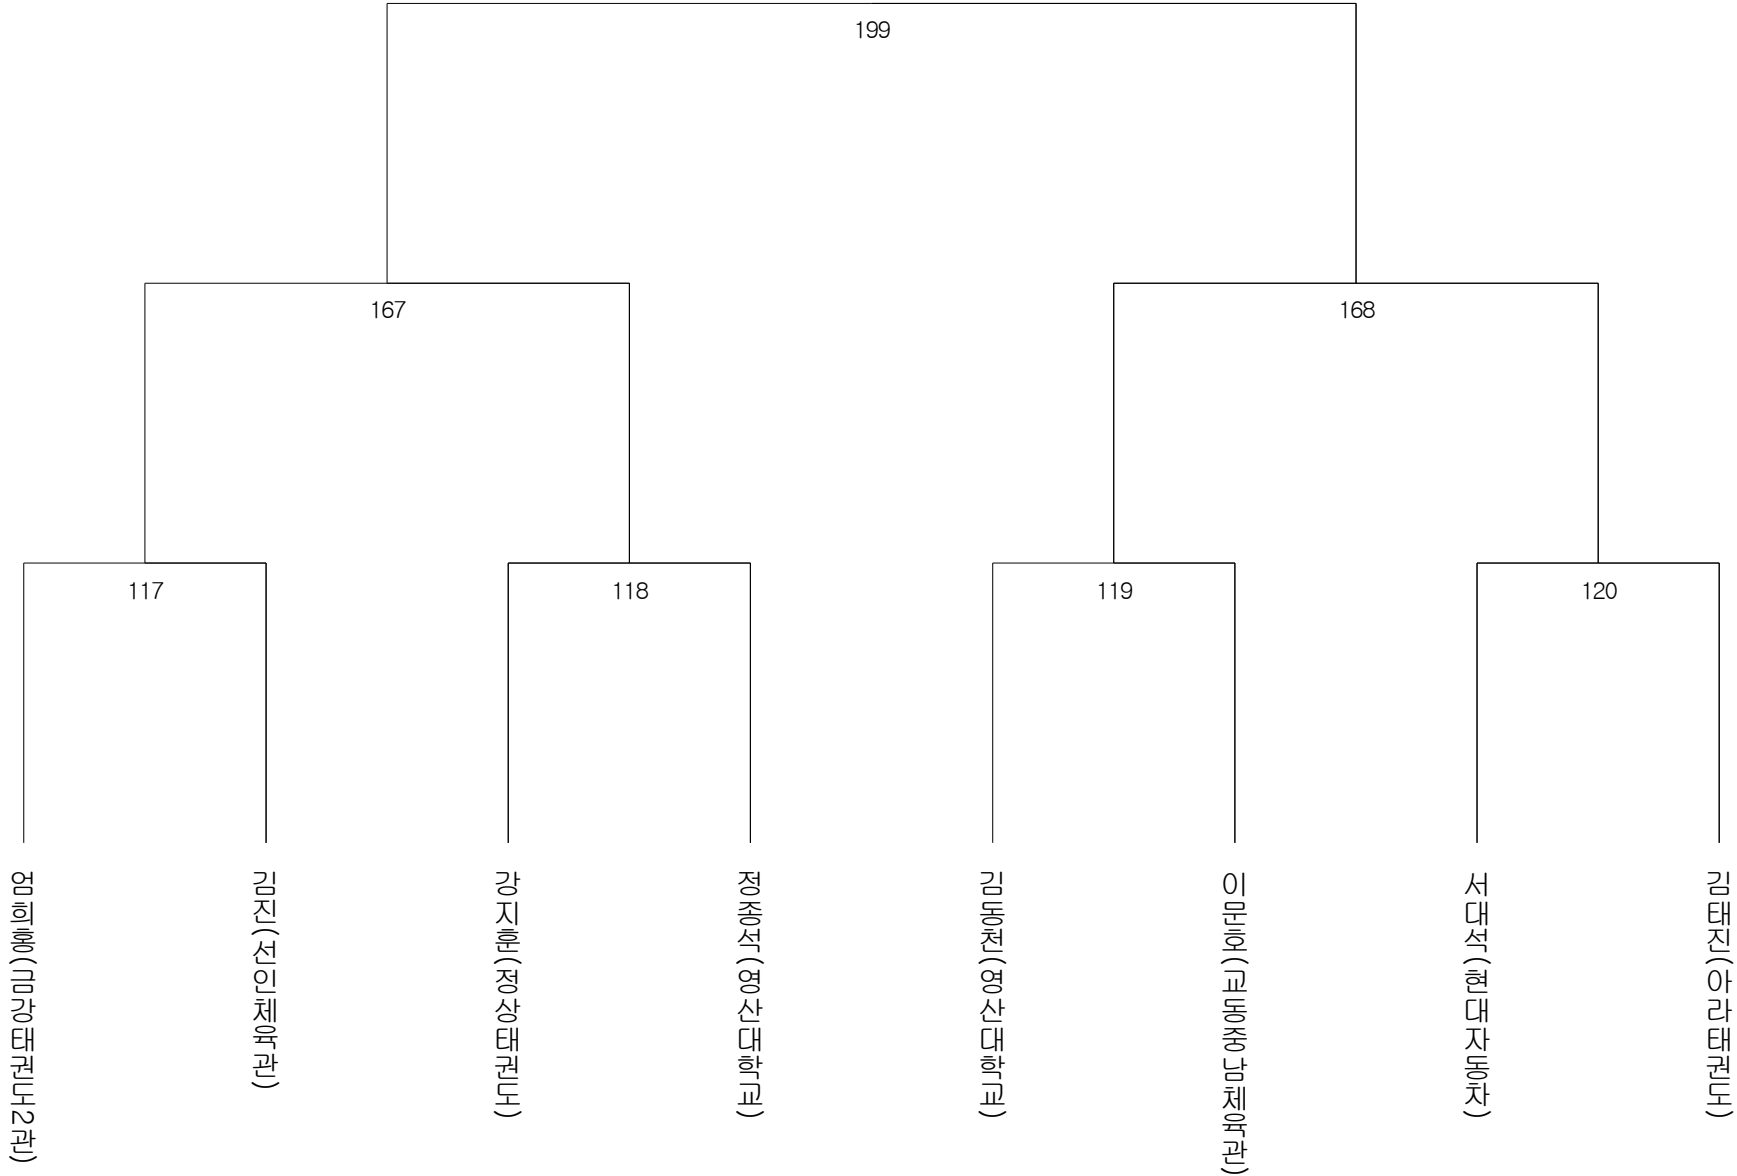 199
167
168
117
118
119
120
엄희홍(금강태권도2관)
김진(선인체육관)
강지훈(정상태권도)
정종석(영산대학교)
김동천(영산대학교)
이문호(교동중남체육관)
서대석(현대자동차)
김태진(아라태권도)